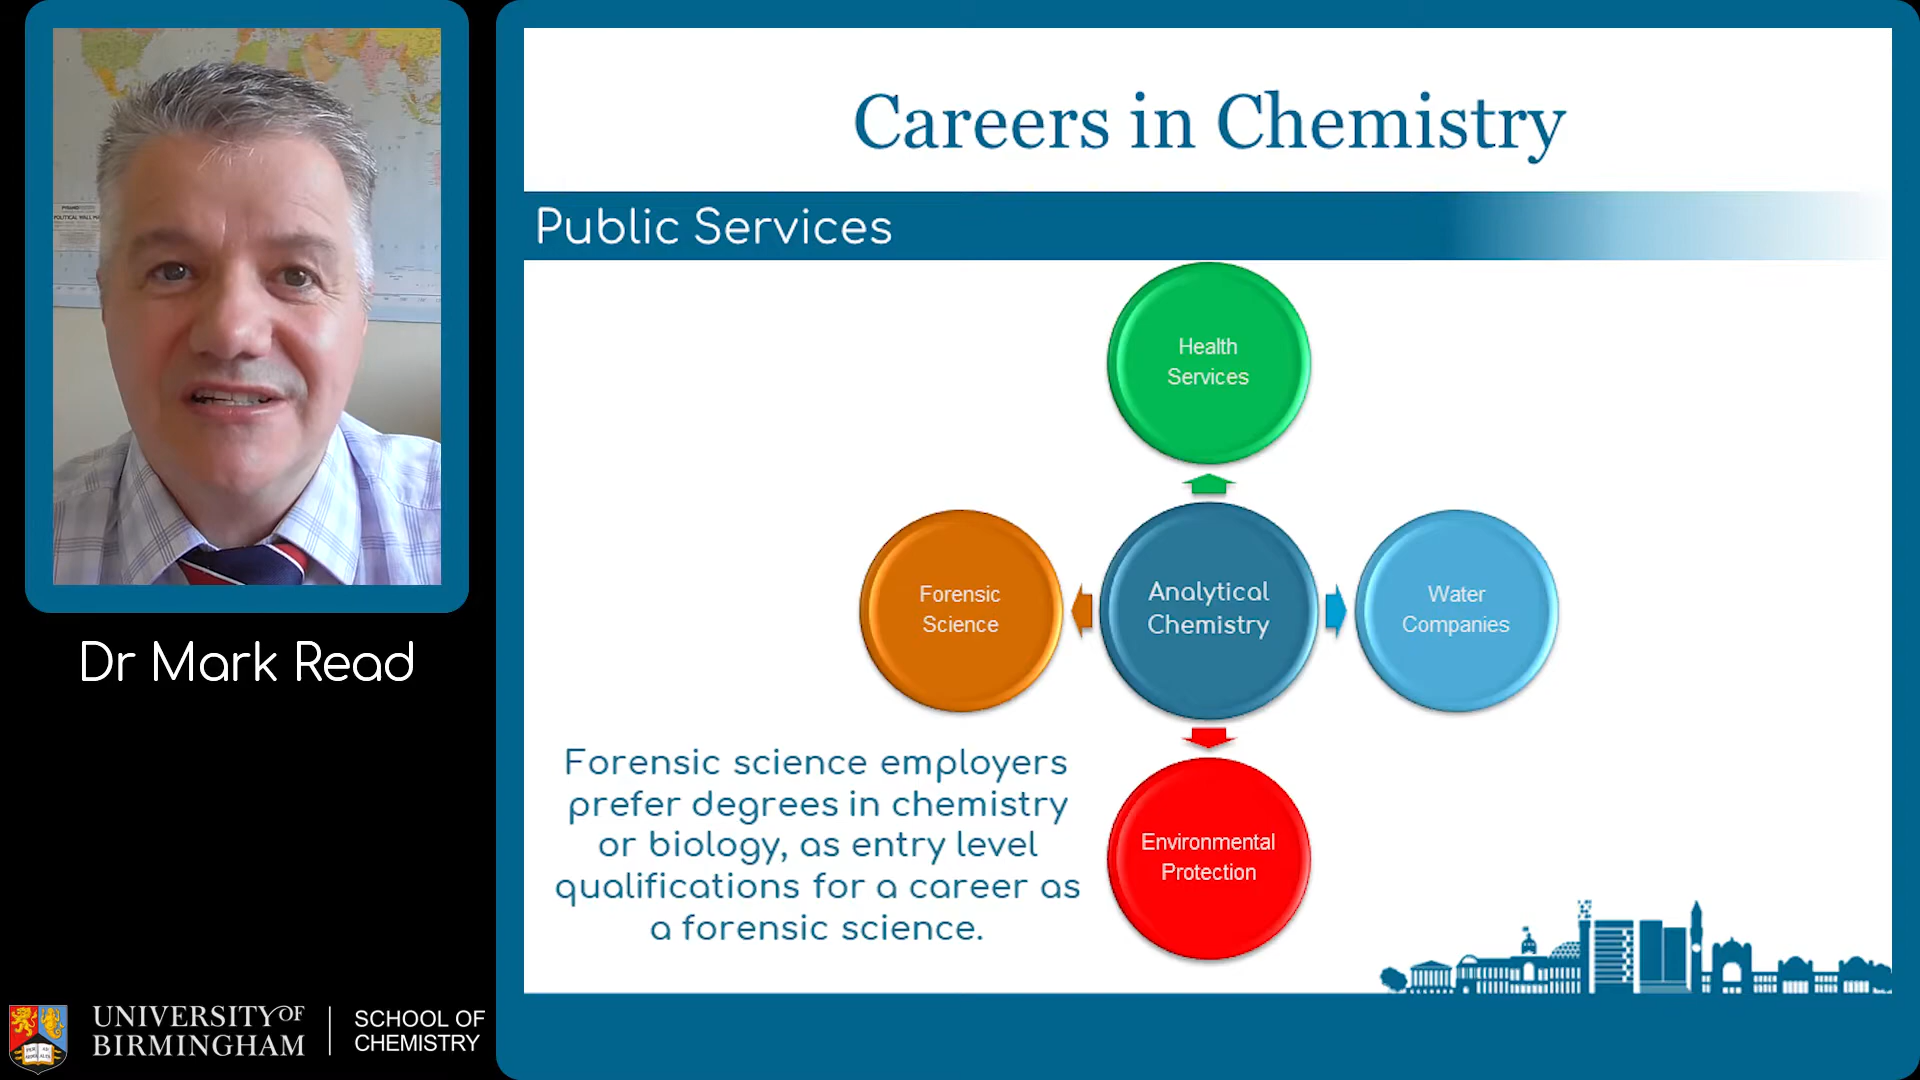 Careers in Chemistry
Public Services
Health
Services
Forensic
Science
Analytical
Chemistry
Water
Companies
Environmental
Protection
Forensic science employers
prefer degrees in chemistry
or biology, as entry level
qualifications for a career as
a forensic science.
POLITICAL WALL
Dr Mark Read
UNIVERSITY OF
BIRMINGHAM
SCHOOL OF
CHEMISTRY